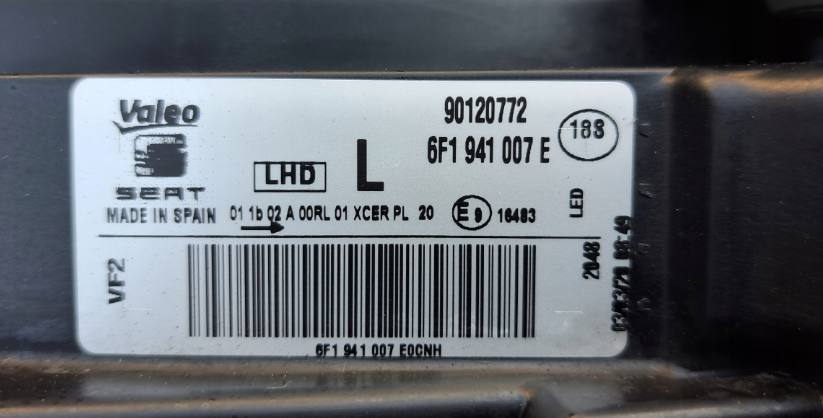 Valeo
90120772
6F1 941 007 E
188
SEAT
LHD
L
MADE IN SPAIN
01 1b 02 A 00RL 01 XCER PL 20
E9 16483
LED
VF2
2048
6F1 941 007 E0CNH